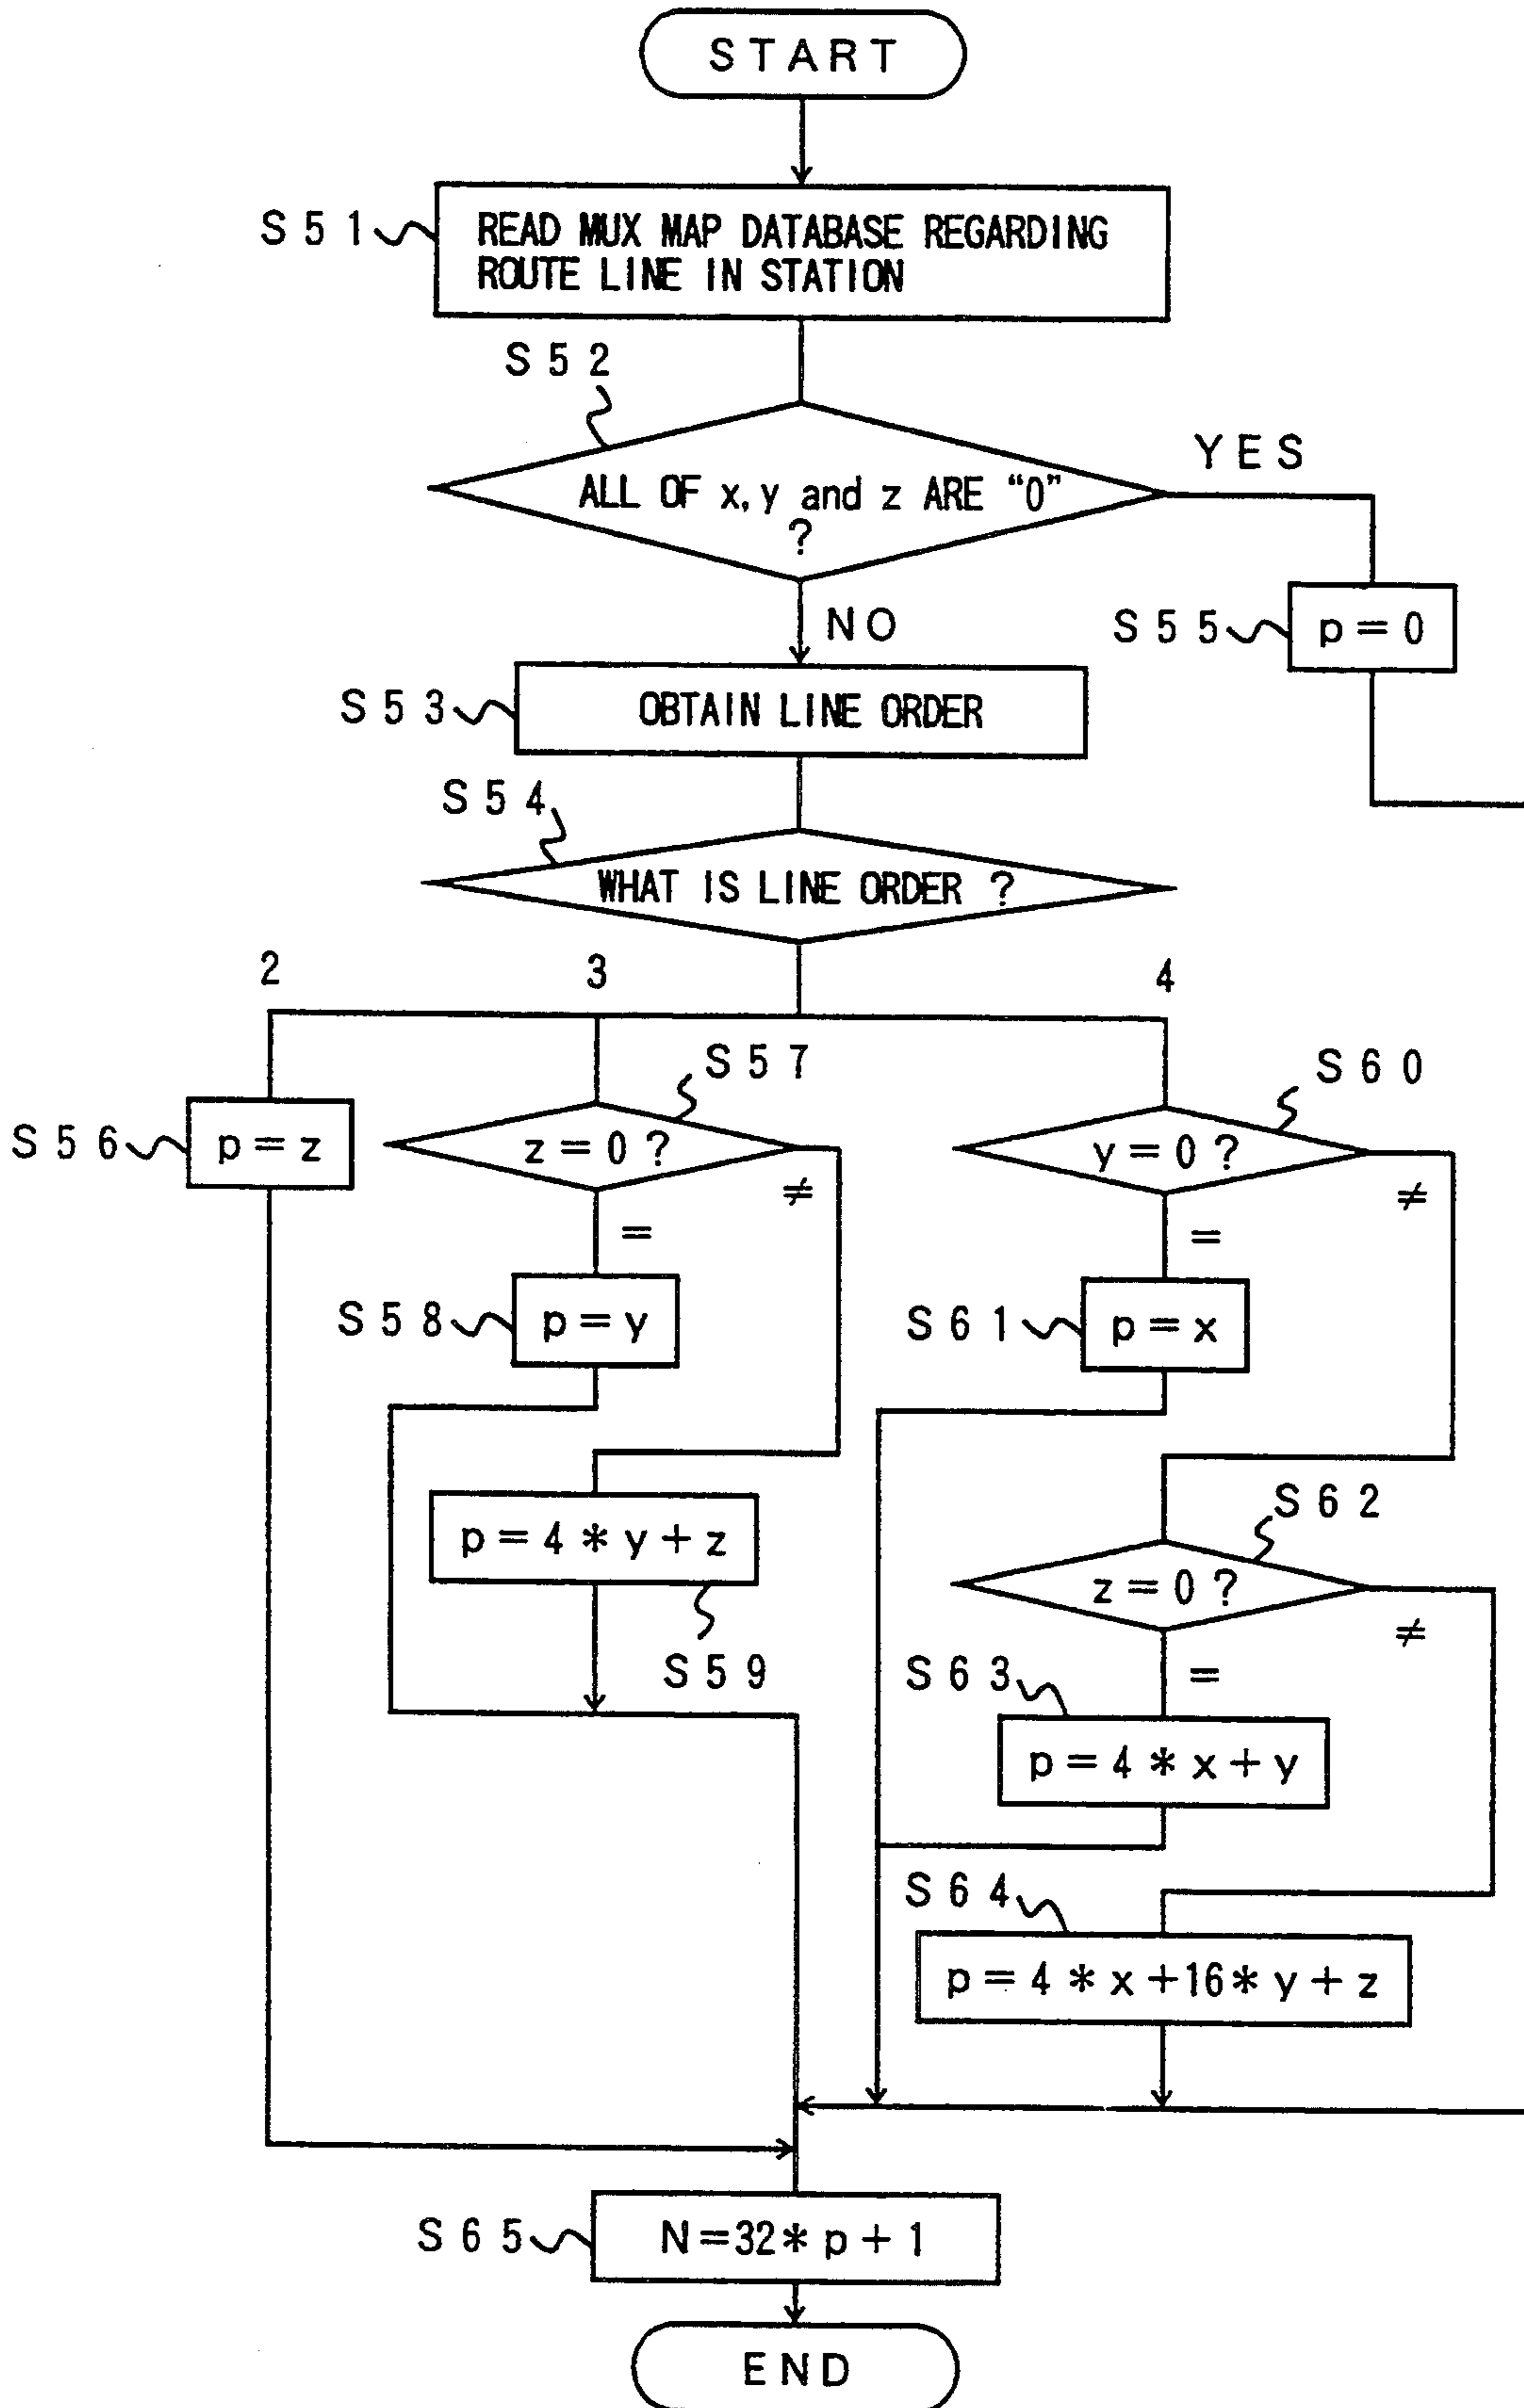 START
S51
READ MUX MAP DATABASE REGARDING
ROUTE LINE IN STATION
S52
ALL OF x, y and z ARE “0”
?
YES
NO
S55
p = 0
S53
OBTAIN LINE ORDER
S54
WHAT IS LINE ORDER ?
2
3
4
S56
p = z
S57
z = 0 ?
≠
=
S58
p = y
p = 4 * y + z
S59
S60
y = 0 ?
≠
=
S61
p = x
S62
z = 0 ?
≠
=
S63
p = 4 * x + y
S64
p = 4 * x +16* y + z
S65
N=32* p + 1
END